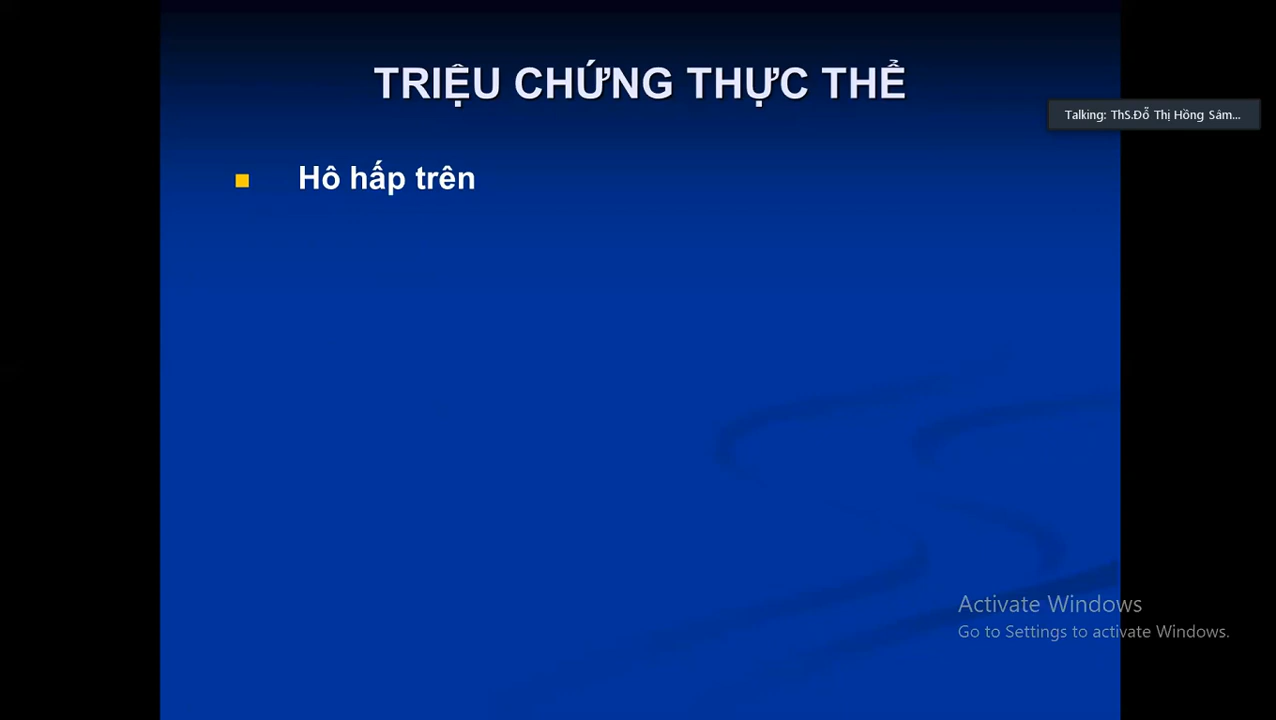 TRIỆU CHỨNG THỰC THỂ
Talking: ThS.Đỗ Thị Hồng Sâm...
Hô hấp trên
Activate Windows
Go to Settings to activate Windows.